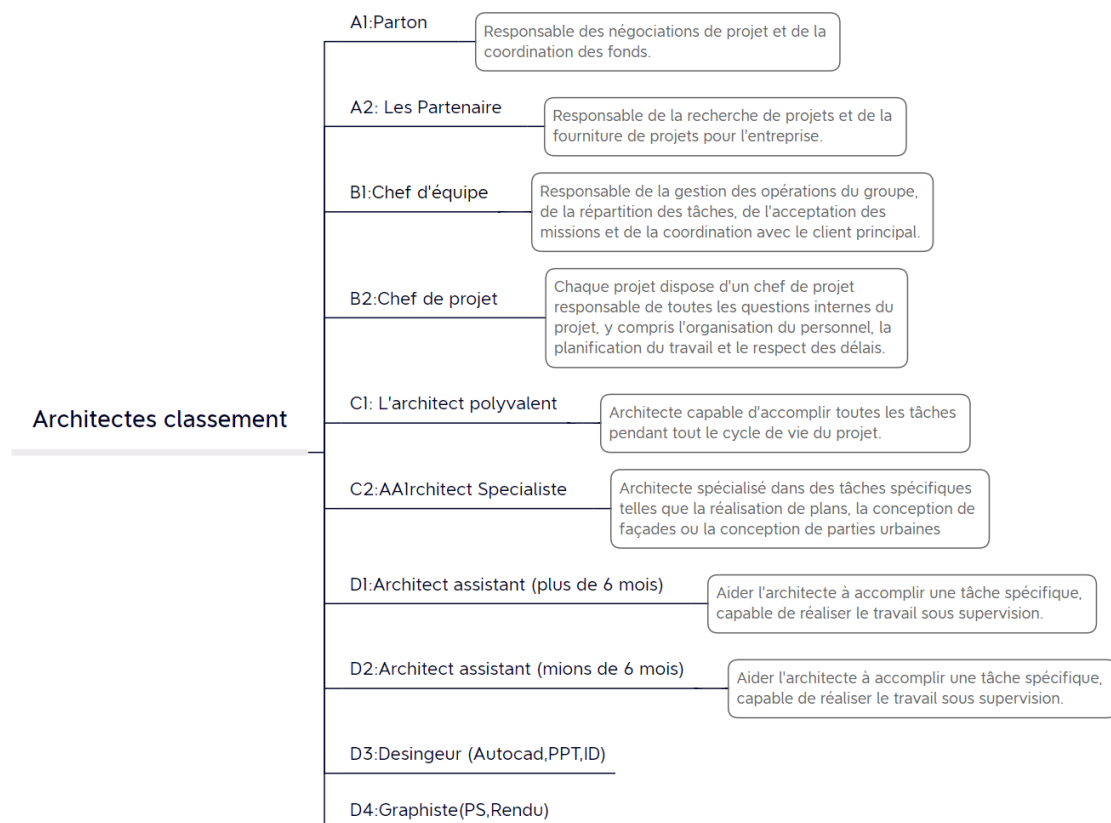 A1:Parton
Responsable des négociations de projet et de la
coordination des fonds.
A2: Les Partenaire
Responsable de la recherche de projets et de la
fourniture de projets pour l'entreprise.
B1:Chef d'équipe
Responsable de la gestion des opérations du groupe,
de la répartition des tâches, de l'acceptation des
missions et de la coordination avec le client principal.
B2:Chef de projet
Chaque projet dispose d'un chef de projet
responsable de toutes les questions internes du
projet, y compris l'organisation du personnel, la
planification du travail et le respect des délais.
Architectes classement
C1: L'architect polyvalent
Architecte capable d'accomplir toutes les tâches
pendant tout le cycle de vie du projet.
C2:AA1rchitect Specialiste
Architecte spécialisé dans des tâches spécifiques
telles que la réalisation de plans, la conception de
façades ou la conception de parties urbaines
D1:Architect assistant (plus de 6 mois)
Aider l'architecte à accomplir une tâche spécifique,
capable de réaliser le travail sous supervision.
D2:Architect assistant (mions de 6 mois)
Aider l'architecte à accomplir une tâche spécifique,
capable de réaliser le travail sous supervision.
D3:Desingeur (Autocad,PPT,ID)
D4:Graphiste(PS,Rendu)